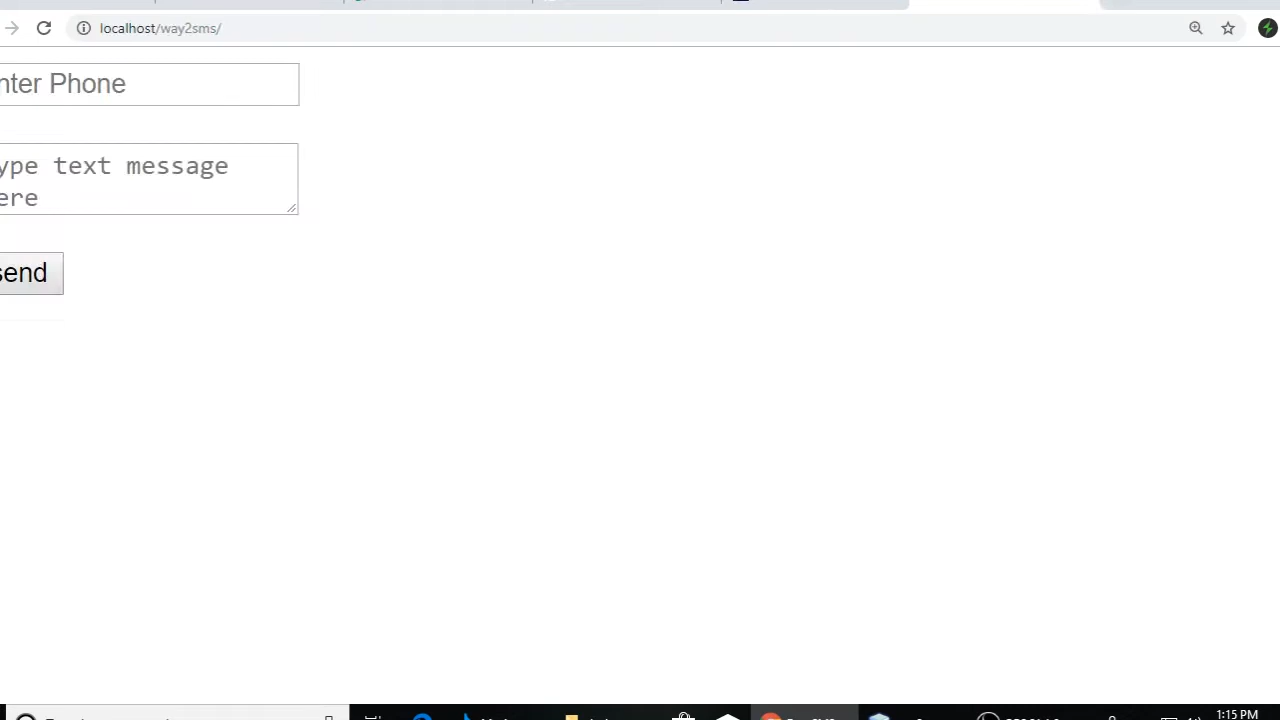 localhost/way2sms/
nter Phone
ype text message
ere
send
1:15 PM